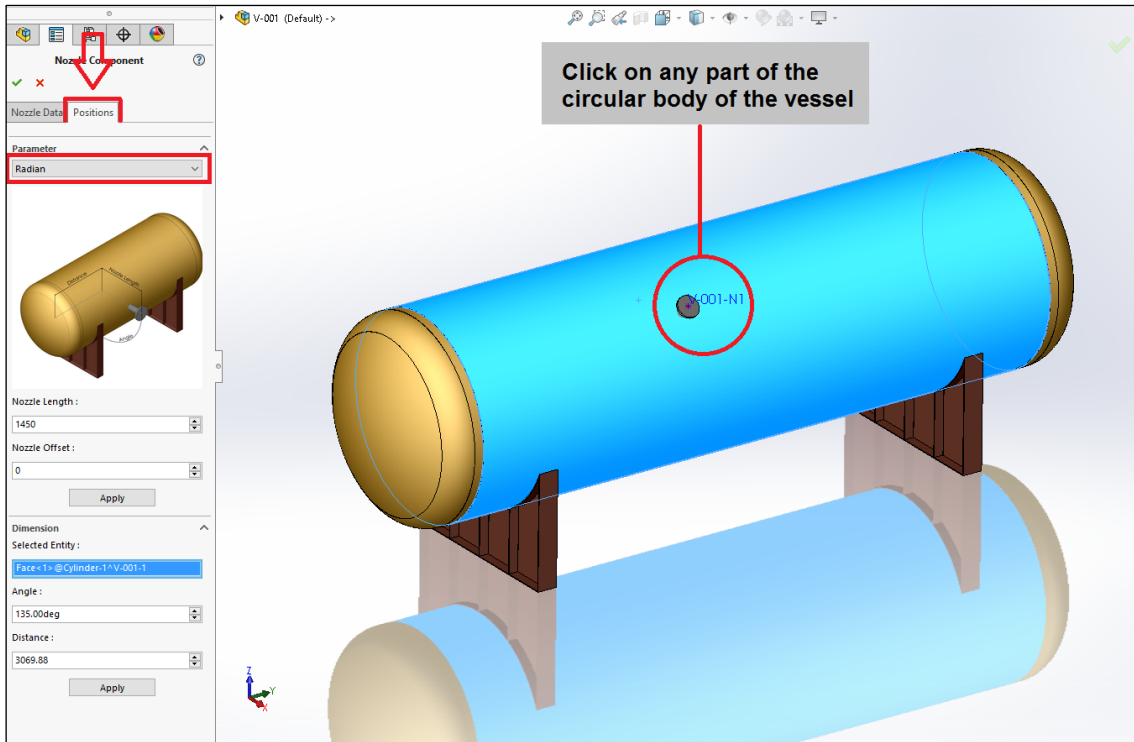 V-001 (Default) ->
Nozzle Component
Nozzle Data
Positions
Parameter
Radian
Distance
Nozzle Length
Angle
Nozzle Length :
1450
Nozzle Offset :
0
Apply
Dimension
Selected Entity :
Face<1>@Cylinder-1^V-001-1
Angle :
135.00deg
Distance :
3069.88
Apply
Click on any part of the
circular body of the vessel
V-001-N1
Z
Y
X